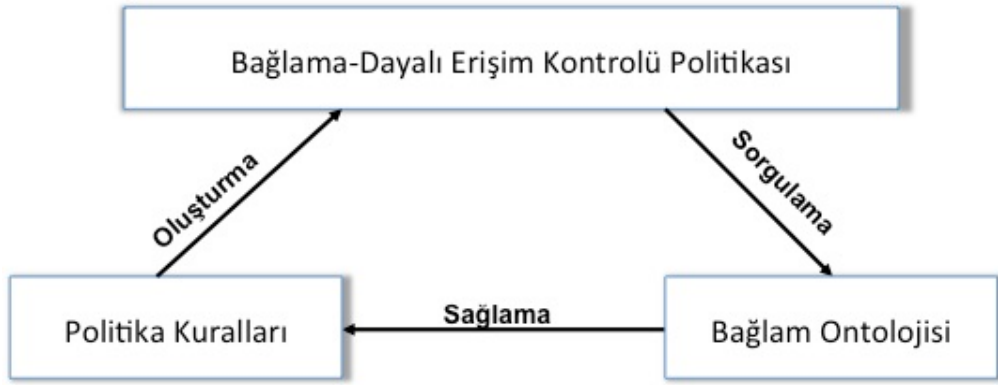 Bağlama-Dayalı Erişim Kontrolü Politikası
Oluşturma
Sorgulama
Sağlama
Politika Kuralları
Bağlam Ontolojisi